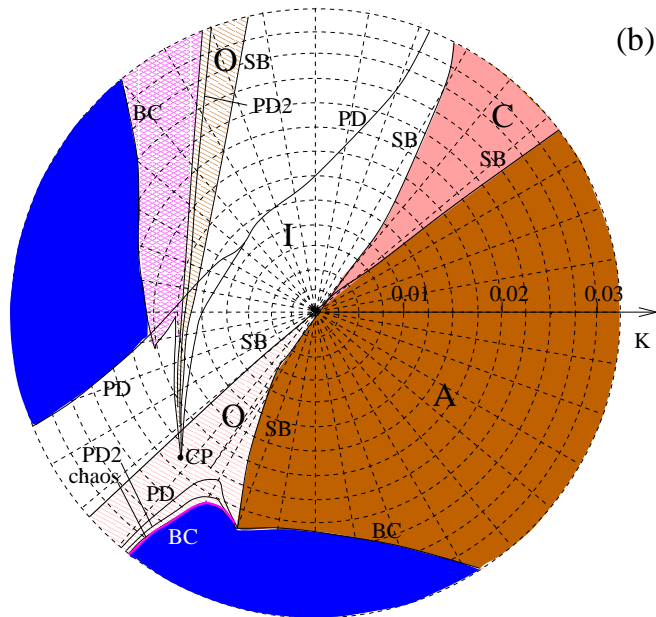 (b)
O
SB
BC
PD2
PD
C
SB
SB
I
0.01
0.02
0.03
K
SB
PD
A
O
SB
PD2
CP
chaos
PD
BC
BC